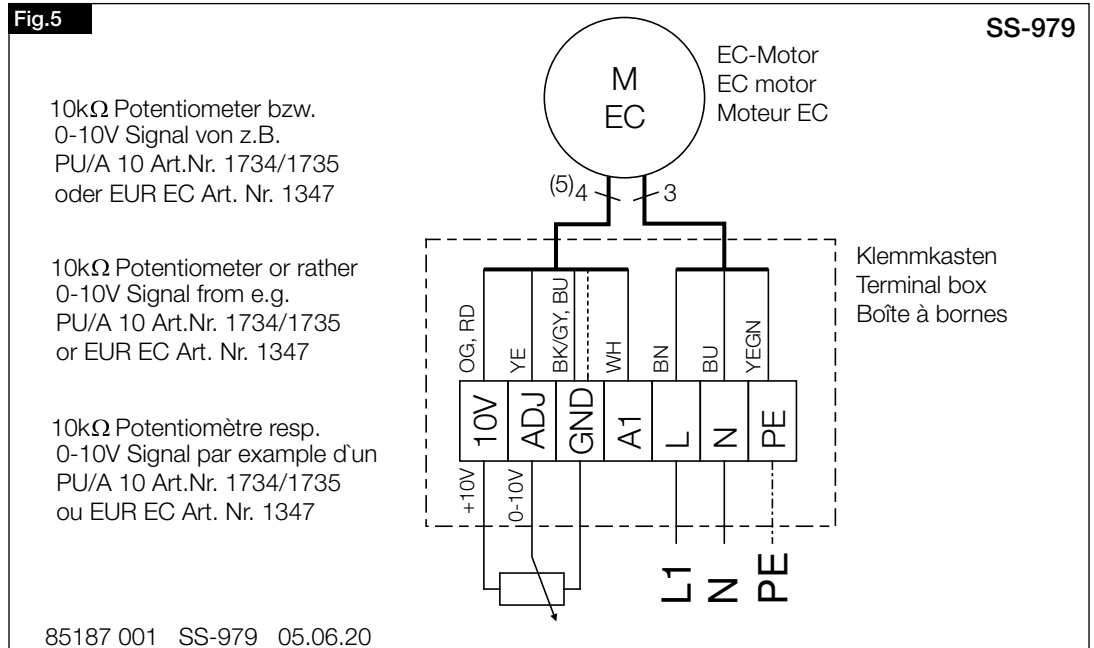 Fig.5
SS-979
M
EC
EC-Motor
EC motor
Moteur EC
10kΩ Potentiometer bzw.
0-10V Signal von z.B.
PU/A 10 Art.Nr. 1734/1735
oder EUR EC Art. Nr. 1347
(5)4
3
10kΩ Potentiometer or rather
0-10V Signal from e.g.
PU/A 10 Art.Nr. 1734/1735
or EUR EC Art. Nr. 1347
Klemmkasten
Terminal box
Boîte à bornes
OG, RD
YE
BK/GY, BU
WH
BN
BU
YEGN
10V
ADJ
GND
A1
L
N
PE
10kΩ Potentiomètre resp.
0-10V Signal par example d`un
PU/A 10 Art.Nr. 1734/1735
ou EUR EC Art. Nr. 1347
+10V
0-10V
L1
N
PE
85187 001 SS-979 05.06.20